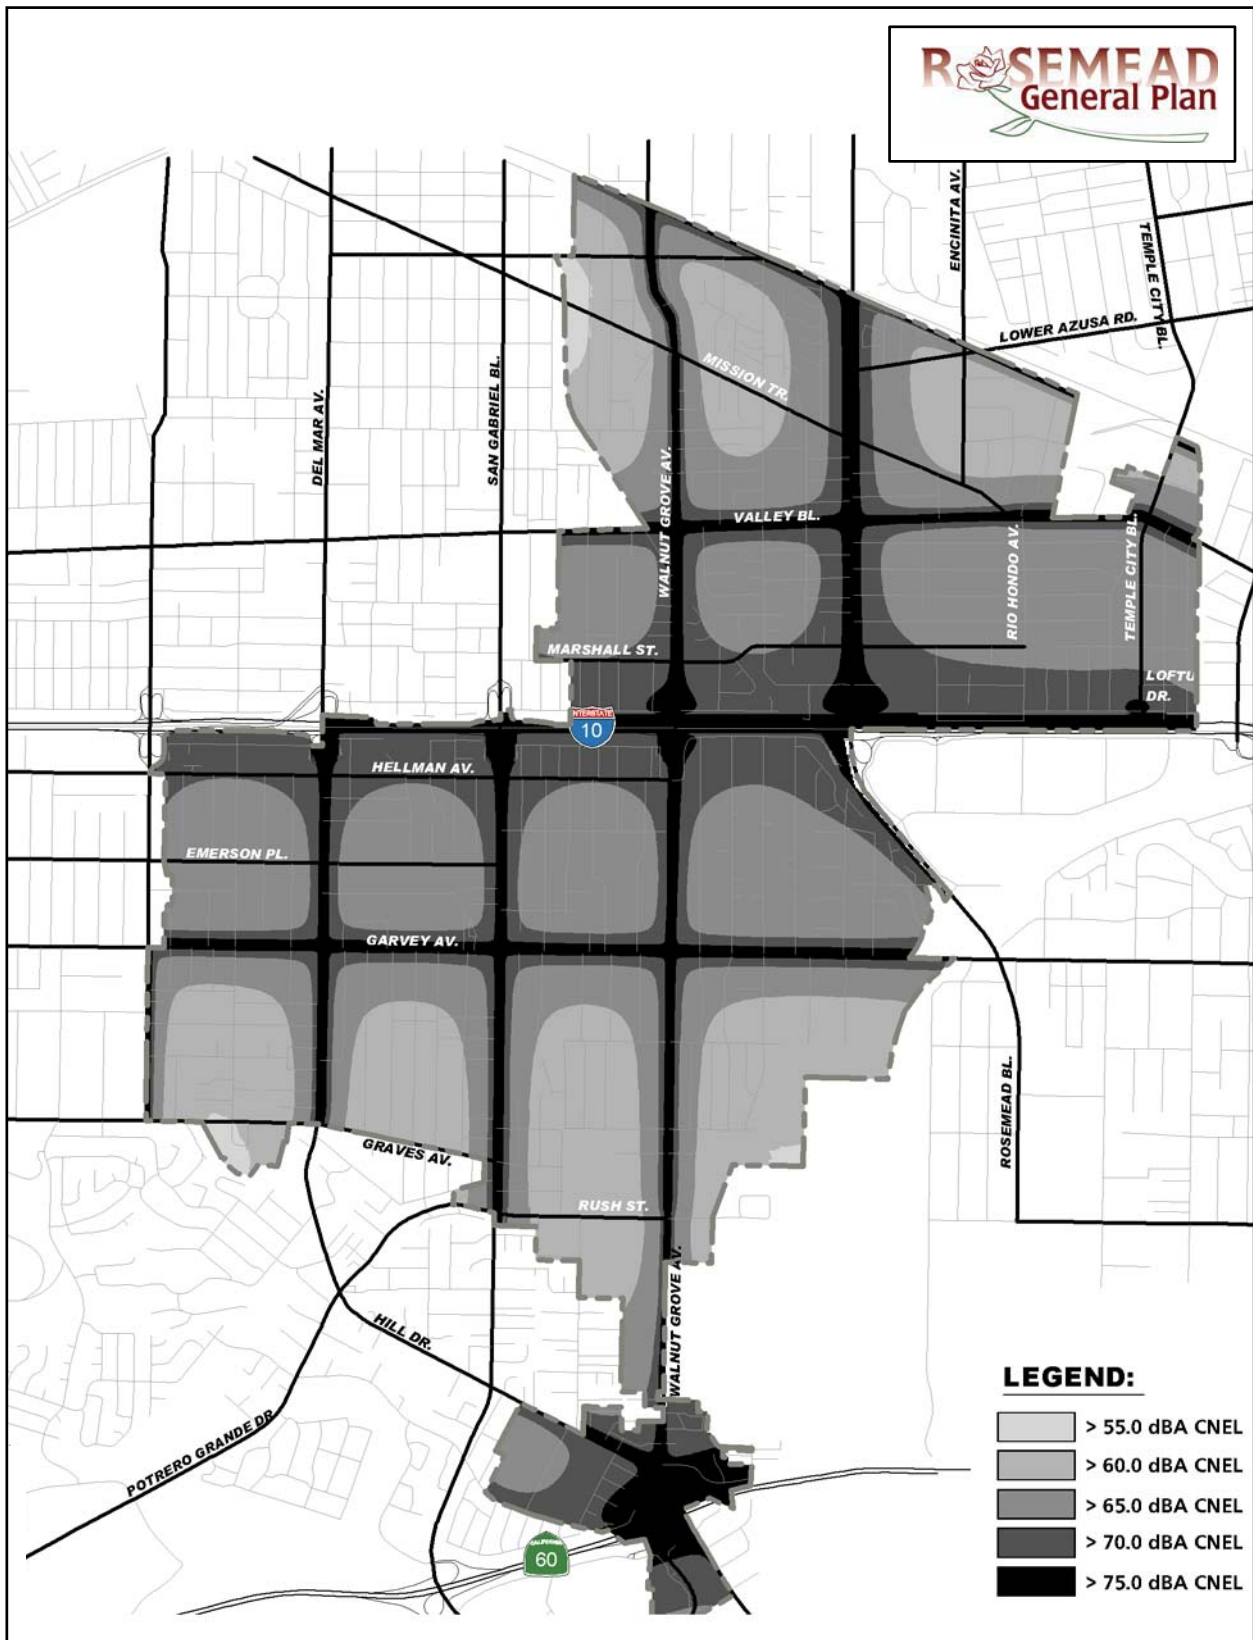 ROSEMEAD
General Plan
ENCINITA AV.
TEMPLE CITY BL.
LOWER AZUSA RD.
MISSION TR.
DEL MAR AV.
SAN GABRIEL BL.
WALNUT GROVE AV.
VALLEY BL.
RIO HONDO AV.
TEMPLE CITY BL.
MARSHALL ST.
LOFTU
DR.
INTERSTATE
10
HELLMAN AV.
EMERSON PL.
GARVEY AV.
ROSEMEAD BL.
GRAVES AV.
RUSH ST.
WALNUT GROVE AV.
HILL DR.
POTRERO GRANDE DR.
CALIFORNIA
60
LEGEND:
> 55.0 dBA CNEL
> 60.0 dBA CNEL
> 65.0 dBA CNEL
> 70.0 dBA CNEL
> 75.0 dBA CNEL